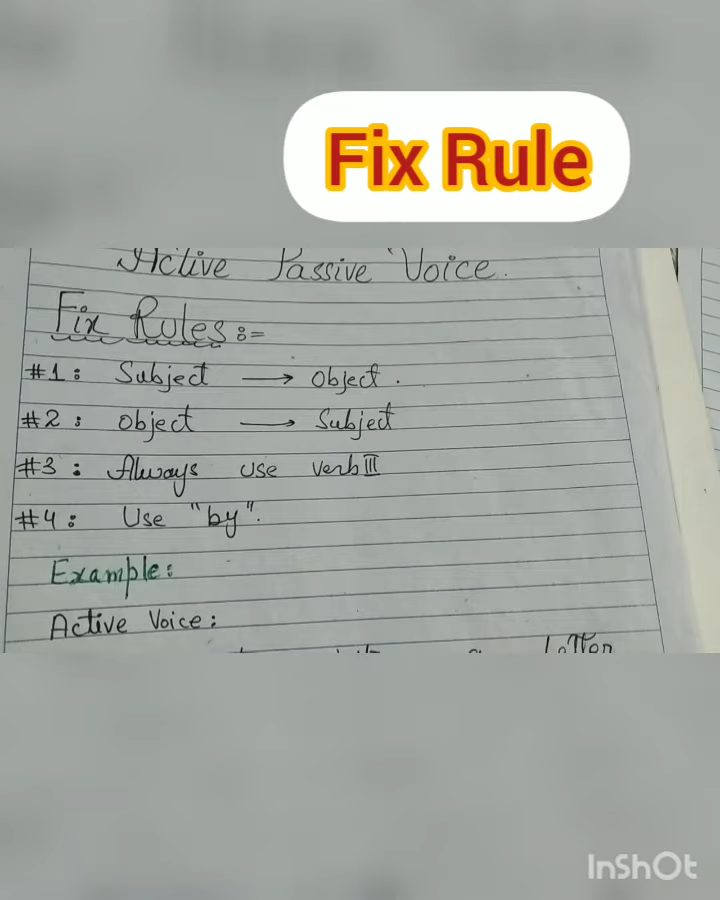 Fix Rule
Active Passive Voice.
Fix Rules:=
#1: Subject → Object.
#2: Object → Subject
#3: Always use verb III
#4: Use "by".
Example:
Active Voice:
a Letter
InShOt